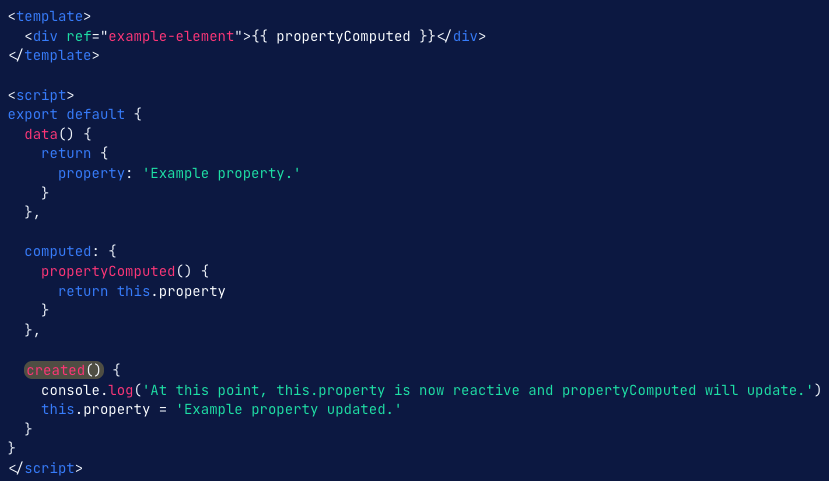 <template>
  <div ref="example-element">{{ propertyComputed }}</div>
</template>

<script>
export default {
  data() {
    return {
      property: 'Example property.'
    }
  },

  computed: {
    propertyComputed() {
      return this.property
    }
  },

  created() {
    console.log('At this point, this.property is now reactive and propertyComputed will update.')
    this.property = 'Example property updated.'
  }
}
</script>